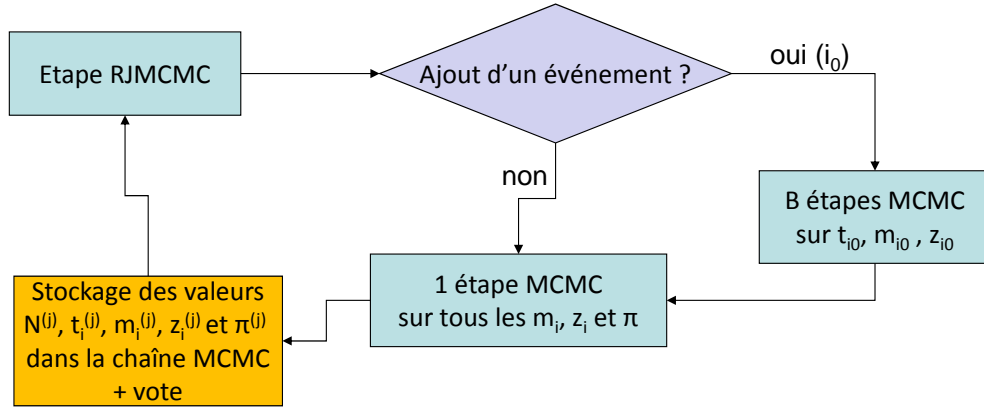 Etape RJMCMC
Ajout d'un événement ?
oui (i₀)
non
B étapes MCMC
sur tᵢ₀, mᵢ₀ , zᵢ₀
1 étape MCMC
sur tous les mᵢ, zᵢ et π
Stockage des valeurs
N⁽ʲ⁾, tᵢ⁽ʲ⁾, mᵢ⁽ʲ⁾, zᵢ⁽ʲ⁾ et π⁽ʲ⁾
dans la chaîne MCMC
+ vote